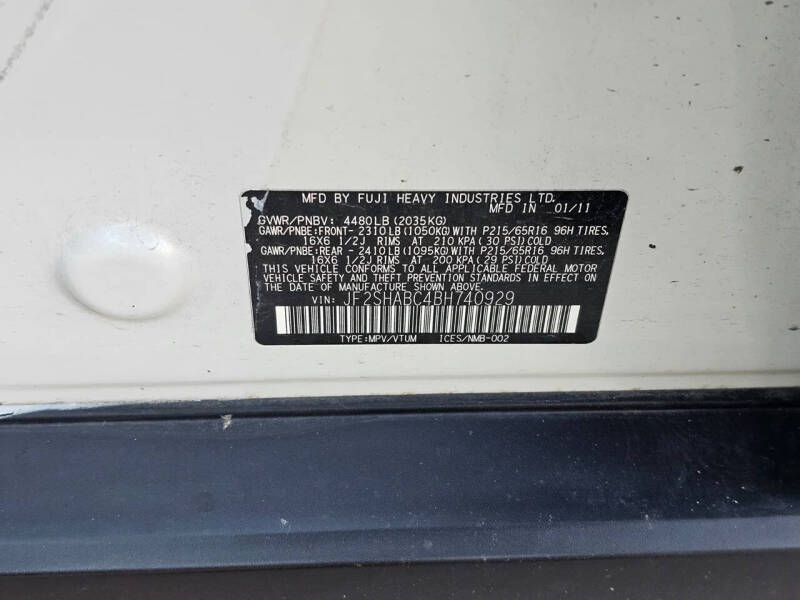 MFD BY FUJI HEAVY INDUSTRIES LTD.
MFD IN 01/11
GVWR/PNBV: 4480LB (2035KG)
GAWR/PNBE:FRONT- 2310LB (1050KG) WITH P215/65R16 96H TIRES,
16X6 1/2J RIMS AT 210 KPA (30 PSI) COLD
GAWR/PNBE:REAR - 2410LB (1095KG) WITH P215/65R16 96H TIRES,
16X6 1/2J RIMS AT 200 KPA (29 PSI) COLD
THIS VEHICLE CONFORMS TO ALL APPLICABLE FEDERAL MOTOR
VEHICLE SAFETY AND THEFT PREVENTION STANDARDS IN EFFECT ON
THE DATE OF MANUFACTURE SHOWN ABOVE.
VIN: JF2SHABC4BH740929
TYPE:MPV/VTUM 1CES/NMB-002